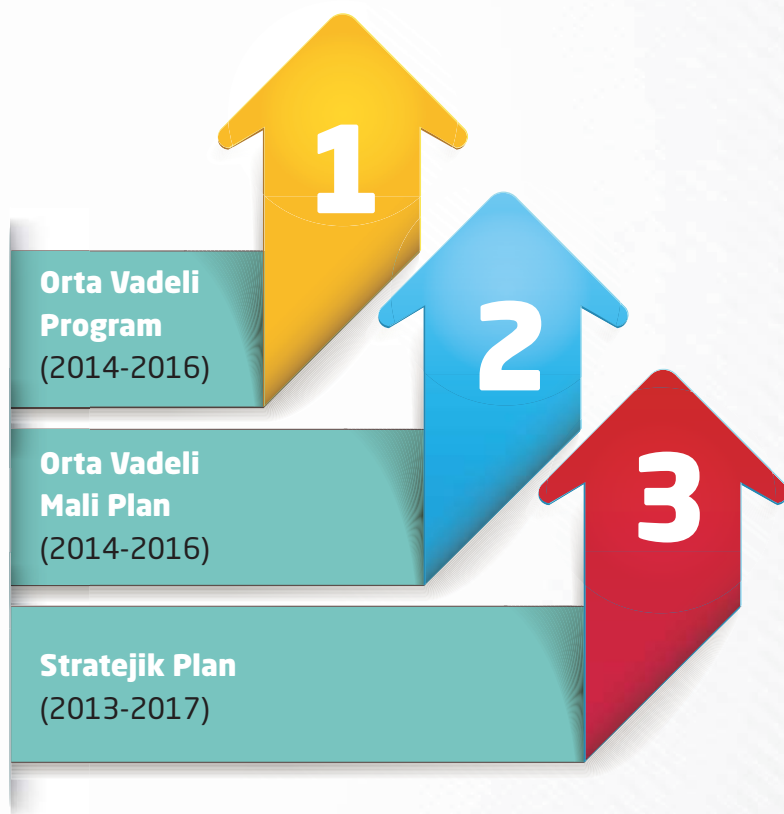 1
Orta Vadeli
Program
(2014-2016)
2
Orta Vadeli
Mali Plan
(2014-2016)
3
Stratejik Plan
(2013-2017)